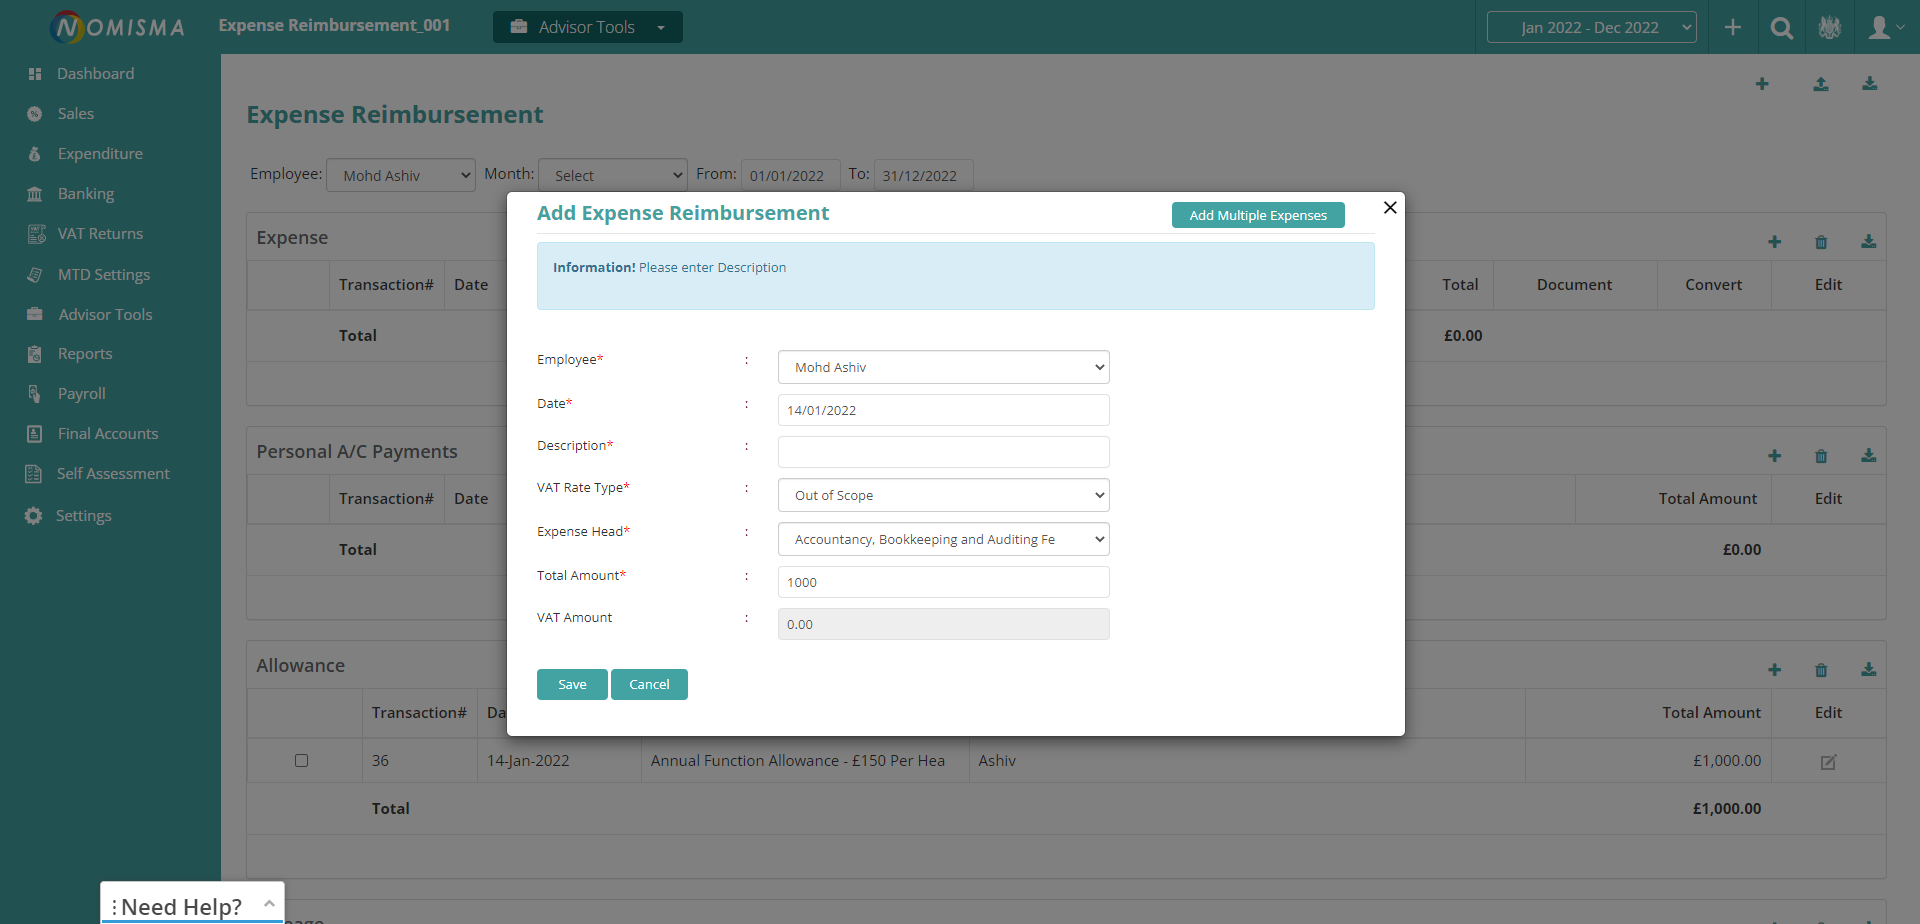 NOMISMA
Expense Reimbursement_001
Advisor Tools
Jan 2022 - Dec 2022
Dashboard
Sales
Expenditure
Banking
VAT Returns
MTD Settings
Advisor Tools
Reports
Payroll
Final Accounts
Self Assessment
Settings
Expense Reimbursement
Employee: Mohd Ashiv Month: Select From: 01/01/2022 To: 31/12/2022
Add Expense Reimbursement
Add Multiple Expenses
Information! Please enter Description
Employee* : Mohd Ashiv
Date* : 14/01/2022
Description* :
VAT Rate Type* : Out of Scope
Expense Head* : Accountancy, Bookkeeping and Auditing Fe
Total Amount* : 1000
VAT Amount : 0.00
Save Cancel
Expense
Transaction# Date Total Document Convert Edit
Total £0.00
Personal A/C Payments
Transaction# Date Total Amount Edit
Total £0.00
Allowance
Transaction# Da Total Amount Edit
36 14-Jan-2022 Annual Function Allowance - £150 Per Hea Ashiv £1,000.00
Total £1,000.00
Need Help?